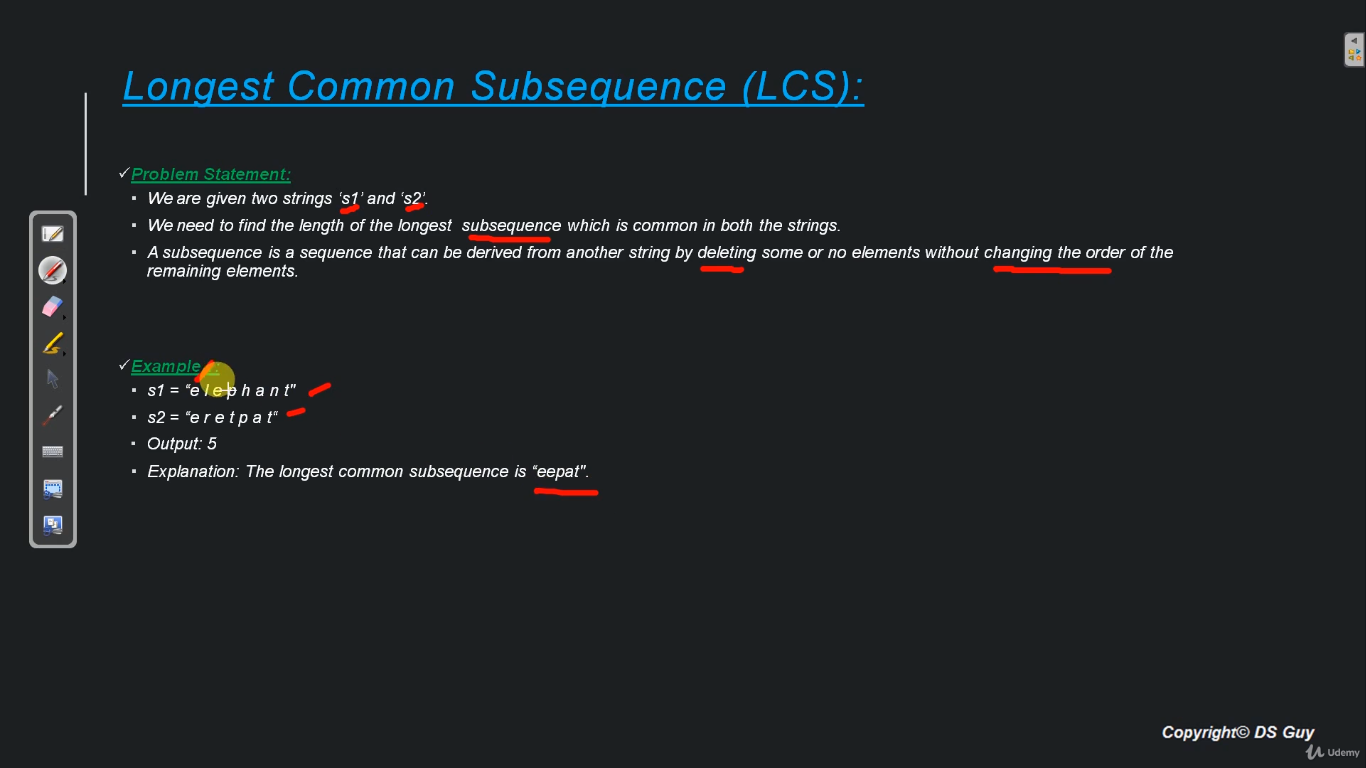 Longest Common Subsequence (LCS):
✓Problem Statement:
▪ We are given two strings ‘s1’ and ‘s2’.
▪ We need to find the length of the longest subsequence which is common in both the strings.
▪ A subsequence is a sequence that can be derived from another string by deleting some or no elements without changing the order of the
remaining elements.
✓Example :
▪ s1 = “e l e p h a n t"
▪ s2 = “e r e t p a t“
▪ Output: 5
▪ Explanation: The longest common subsequence is “eepat".
Copyright© DS Guy
Udemy